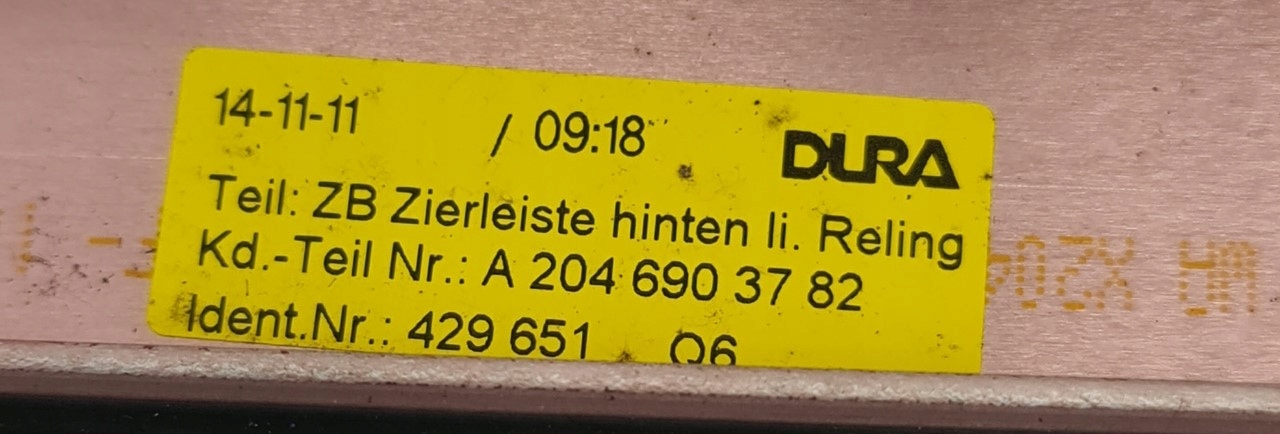 14-11-11 / 09:18 DURA
Teil: ZB Zierleiste hinten li. Reling
Kd.-Teil Nr.: A 204 690 37 82
Ident.Nr.: 429 651 Q6